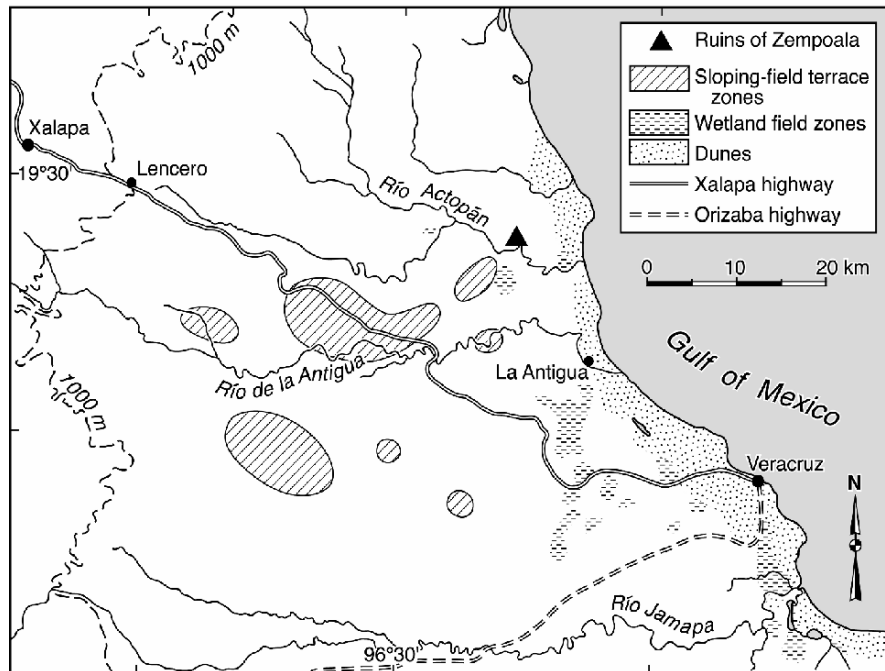 1000 m
Xalapa
19°30'
Lencero
Río Actopán
Ruins of Zempoala
Sloping-field terrace
zones
Wetland field zones
Dunes
Xalapa highway
Orizaba highway
0 10 20 km
Río de la Antigua
La Antigua
Gulf of Mexico
1000 m
Veracruz
N
Río Jamapa
96°30'